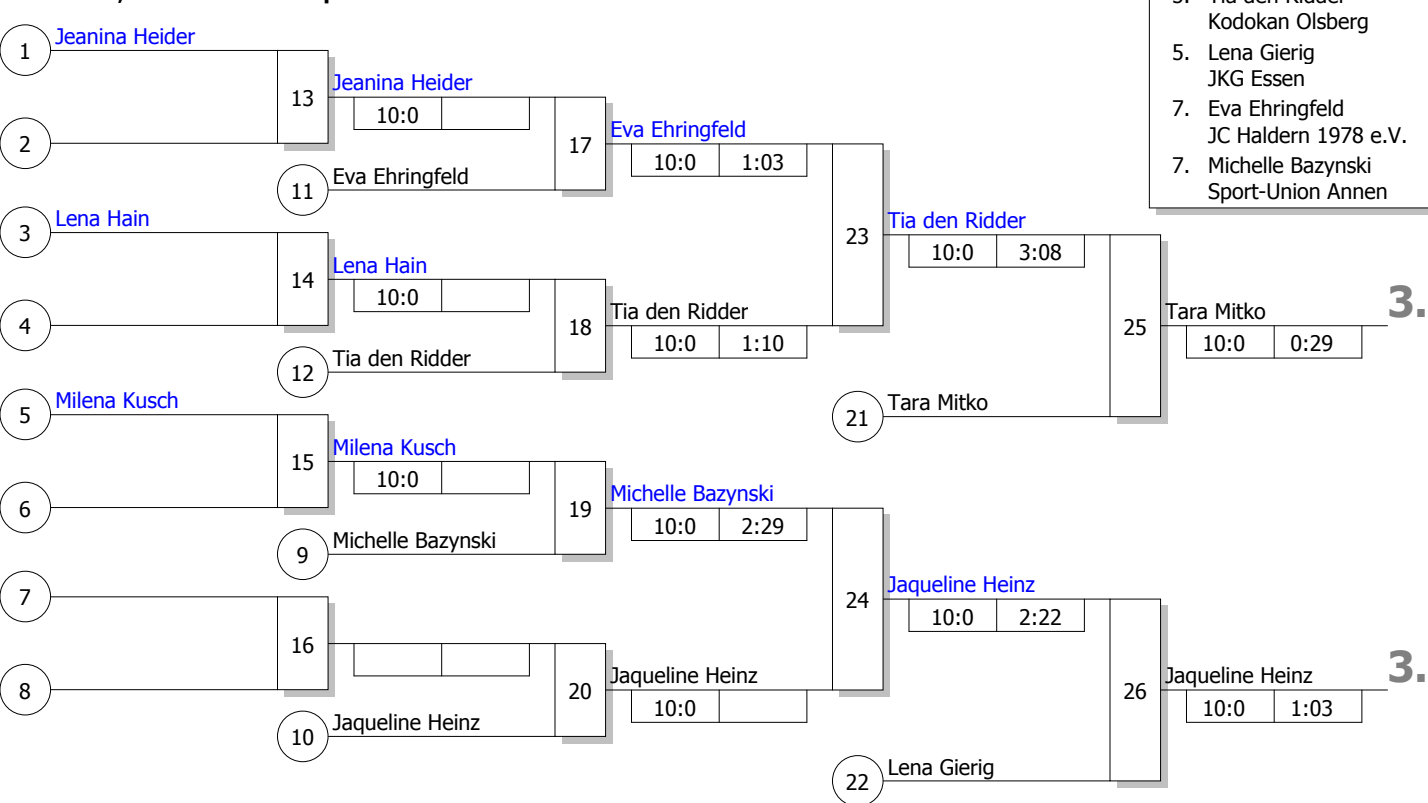 Kodokan Olsberg
5. Lena Gierig
JKG Essen
7. Eva Ehringfeld
JC Haldern 1978 e.V.
7. Michelle Bazynski
Sport-Union Annen
1 Jeanina Heider
13 Jeanina Heider
10:0
2
17 Eva Ehringfeld
10:0 1:03
11 Eva Ehringfeld
3 Lena Hain
23 Tia den Ridder
10:0 3:08
14 Lena Hain
10:0
4
18 Tia den Ridder
10:0 1:10
12 Tia den Ridder
25 Tara Mitko 3.
10:0 0:29
5 Milena Kusch
21 Tara Mitko
15 Milena Kusch
10:0
6
19 Michelle Bazynski
10:0 2:29
9 Michelle Bazynski
7
24 Jaqueline Heinz
10:0 2:22
16
8
20 Jaqueline Heinz
10:0
10 Jaqueline Heinz
26 Jaqueline Heinz 3.
10:0 1:03
22 Lena Gierig